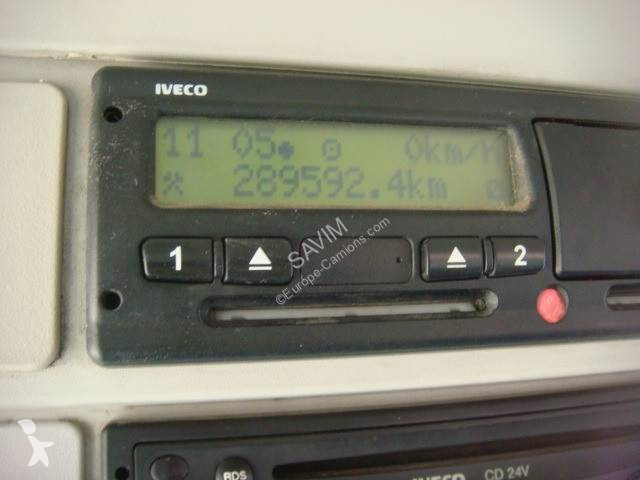 IVECO
11 05 0km/h
289592.4km
1 2
SAVIM
©Europe-Camions.com
RDS IVECO CD 24V